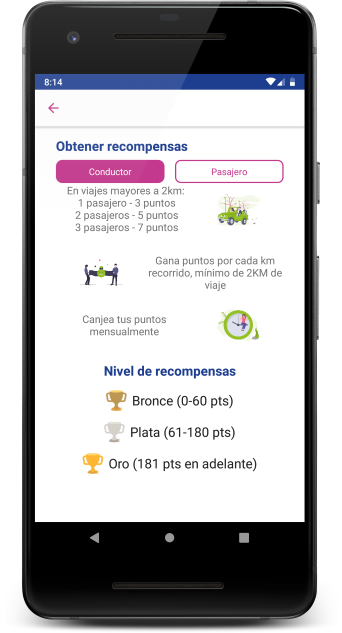 8:14
Obtener recompensas
Conductor
Pasajero
En viajes mayores a 2km:
1 pasajero - 3 puntos
2 pasajeros - 5 puntos
3 pasajeros - 7 puntos
Gana puntos por cada km
recorrido, mínimo de 2KM de
viaje
Canjea tus puntos
mensualmente
Nivel de recompensas
Bronce (0-60 pts)
Plata (61-180 pts)
Oro (181 pts en adelante)